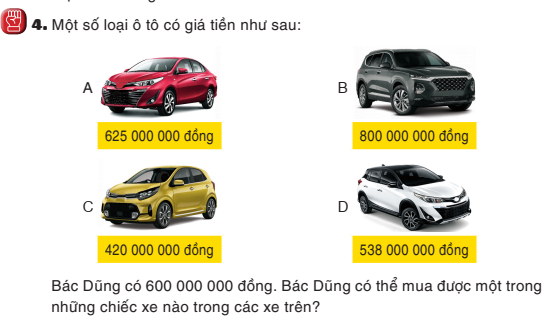 4. Một số loại ô tô có giá tiền như sau:
A
B
625 000 000 đồng
800 000 000 đồng
C
D
420 000 000 đồng
538 000 000 đồng
Bác Dũng có 600 000 000 đồng. Bác Dũng có thể mua được một trong
những chiếc xe nào trong các xe trên?